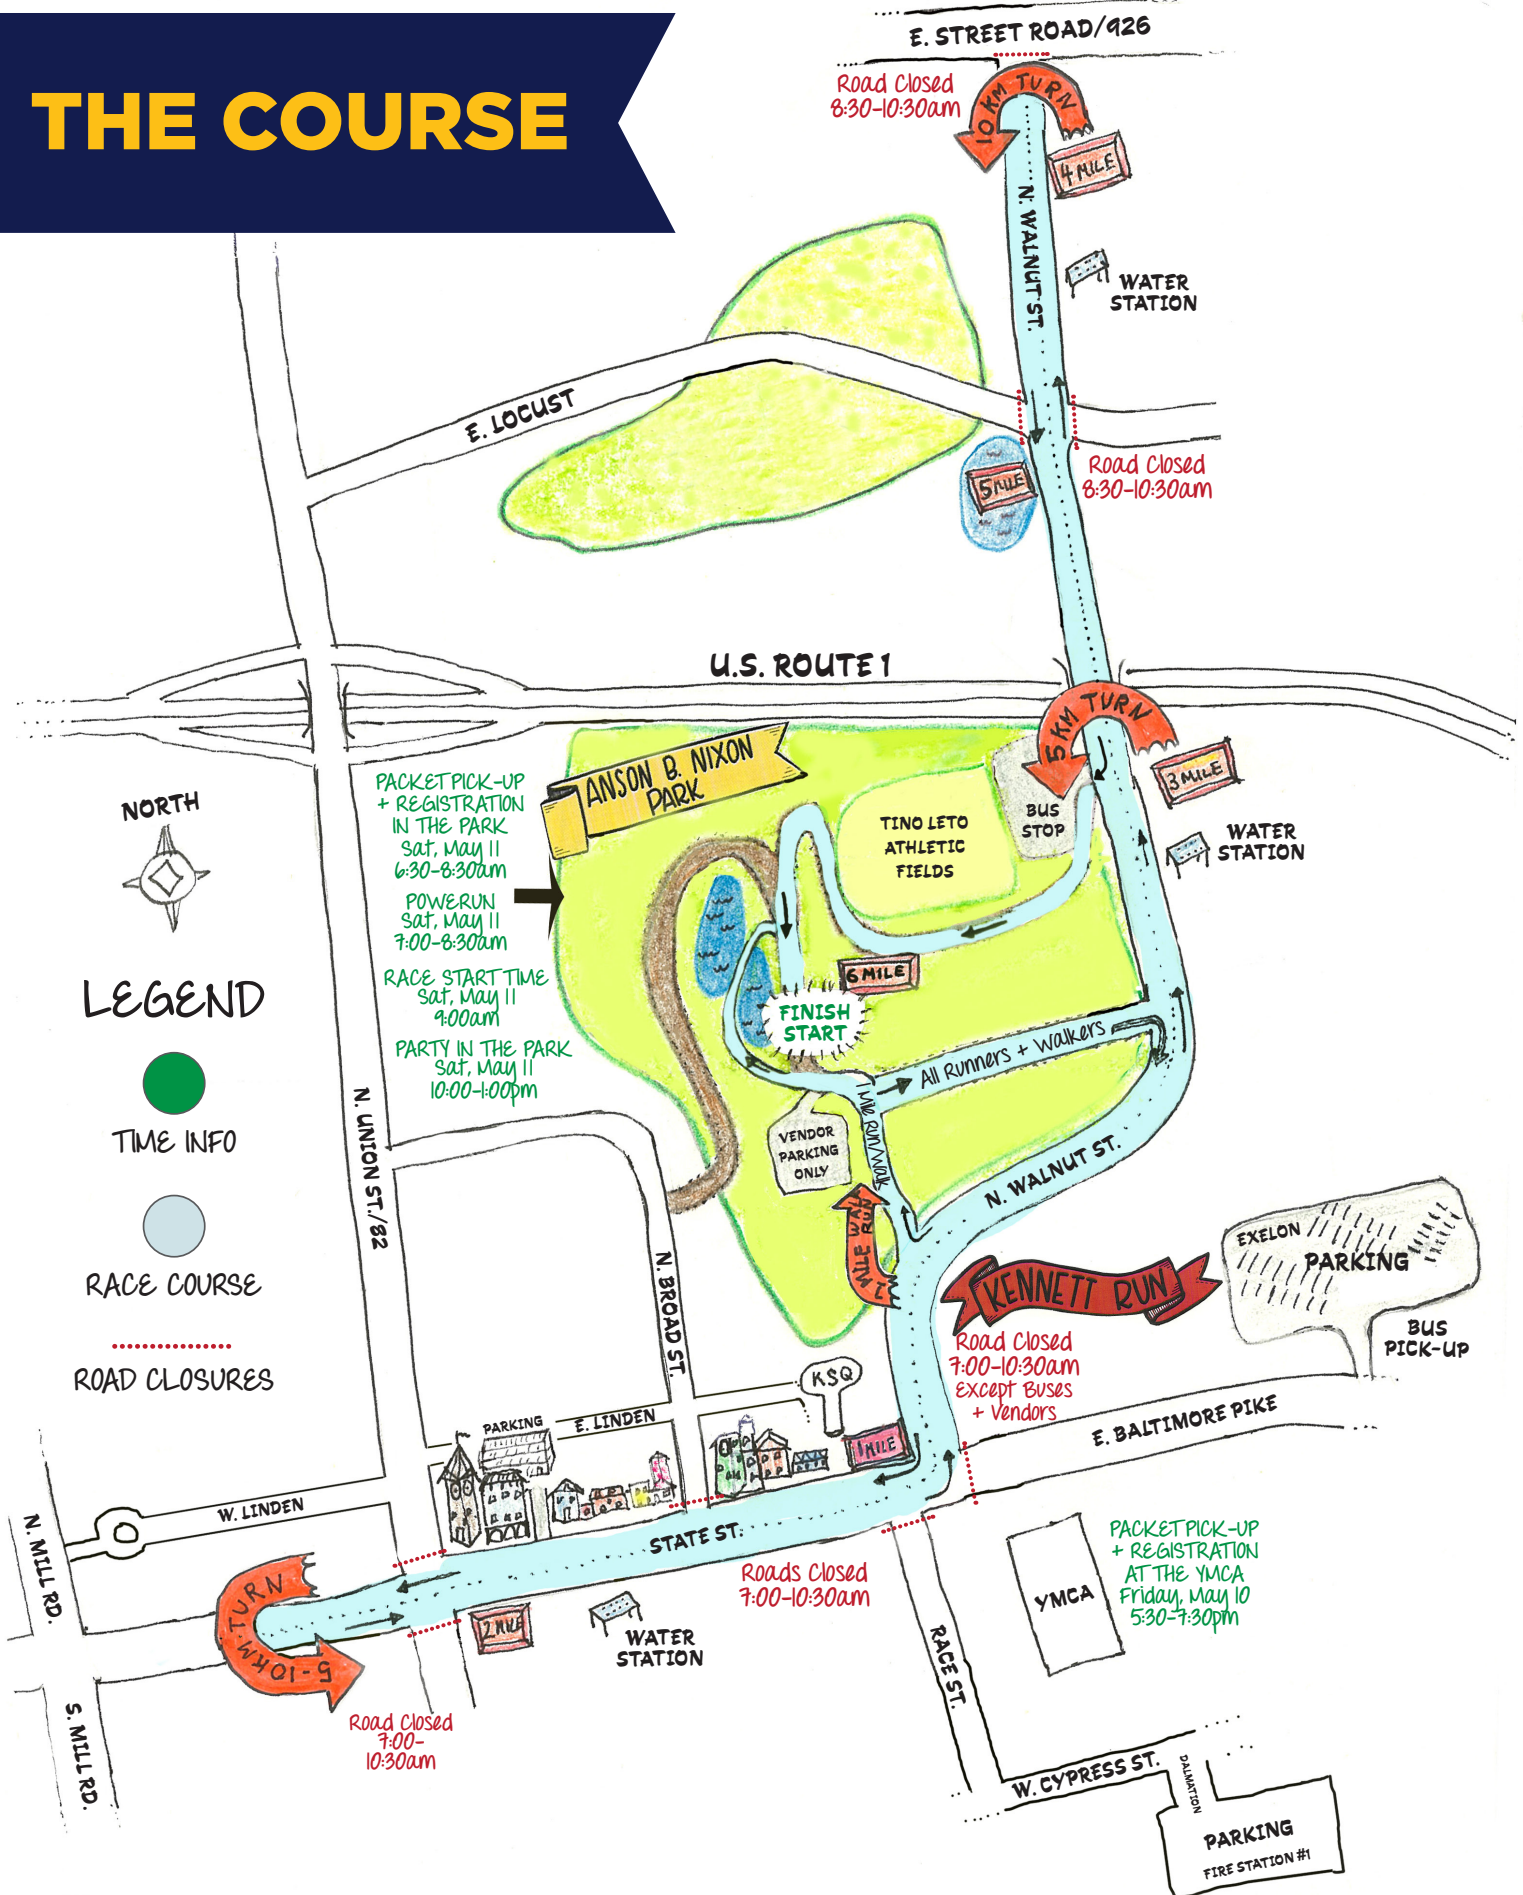 THE COURSE
E. STREET ROAD/926
Road Closed
8:30-10:30am
10 KM TURN
4 MILE
N. WALNUT ST.
WATER
STATION
E. LOCUST
5 MILE
Road Closed
8:30-10:30am
U.S. ROUTE 1
5 KM TURN
3 MILE
BUS
STOP
WATER
STATION
ANSON B. NIXON
PARK
TINO LETO
ATHLETIC
FIELDS
PACKET PICK-UP
+ REGISTRATION
IN THE PARK
Sat, May 11
6:30-8:30am
POWERUN
Sat, May 11
7:00-8:30am
RACE START TIME
Sat, May 11
9:00am
PARTY IN THE PARK
Sat, May 11
10:00-1:00pm
NORTH
LEGEND
TIME INFO
RACE COURSE
ROAD CLOSURES
6 MILE
FINISH
START
All Runners + Walkers
1 Mile Run/Walk
VENDOR
PARKING
ONLY
N. UNION ST./82
N. WALNUT ST.
1 MILE WALK
RUN
KENNETT RUN
EXELON
PARKING
BUS
PICK-UP
Road Closed
7:00-10:30am
Except Buses
+ Vendors
N. BROAD ST.
KSQ
E. BALTIMORE PIKE
PARKING
E. LINDEN
1 MILE
W. LINDEN
N. MILL RD.
STATE ST.
Roads Closed
7:00-10:30am
5-10KM TURN
2 MILE
WATER
STATION
YMCA
PACKET PICK-UP
+ REGISTRATION
AT THE YMCA
Friday, May 10
5:30-7:30pm
RACE ST.
S. MILL RD.
Road Closed
7:00-
10:30am
W. CYPRESS ST.
DALMATION
PARKING
FIRE STATION #1